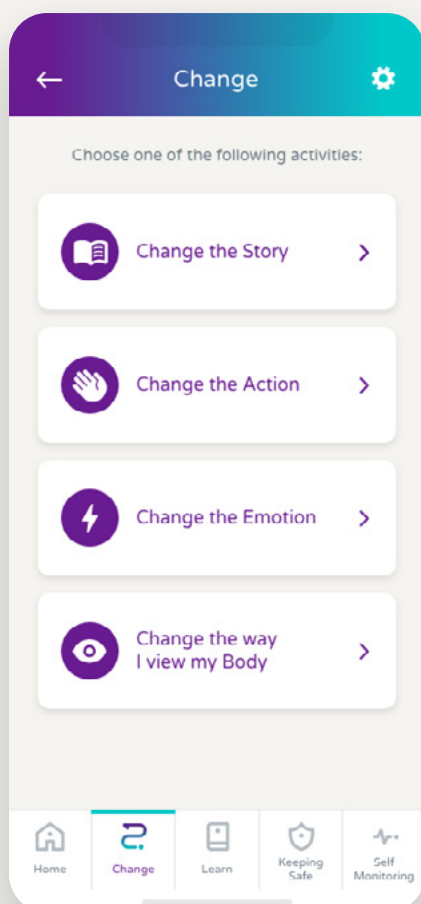 Change
Choose one of the following activities:
Change the Story
Change the Action
Change the Emotion
Change the way
I view my Body
Home
Change
Learn
Keeping
Safe
Self
Monitoring